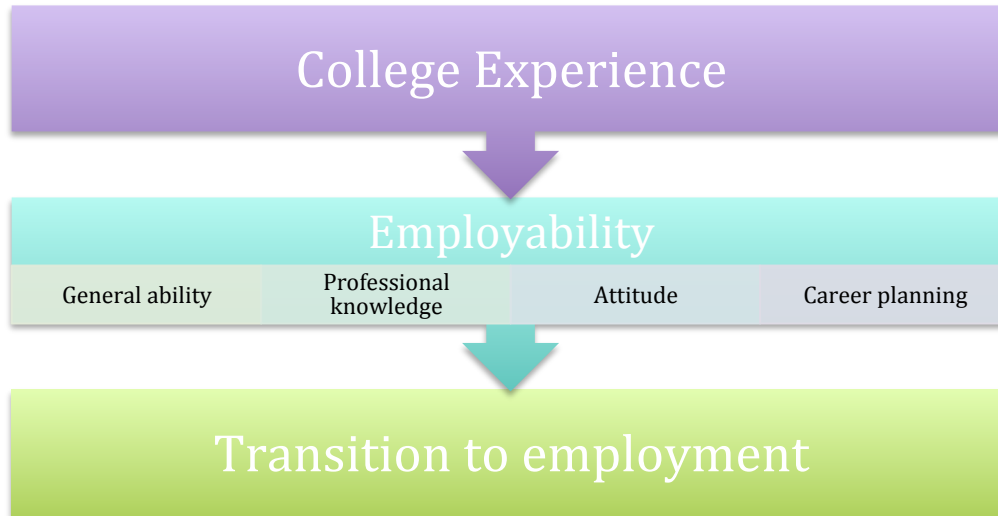 College Experience
Employability
General ability
Professional
knowledge
Attitude
Career planning
Transition to employment